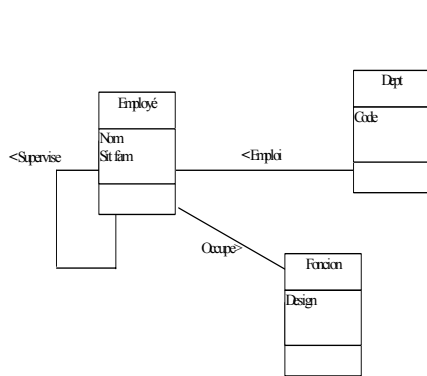 Dept
Employé
Code
Nom
Sit fam
<Supervise
<Emploi
Occupe>
Foncion
Design